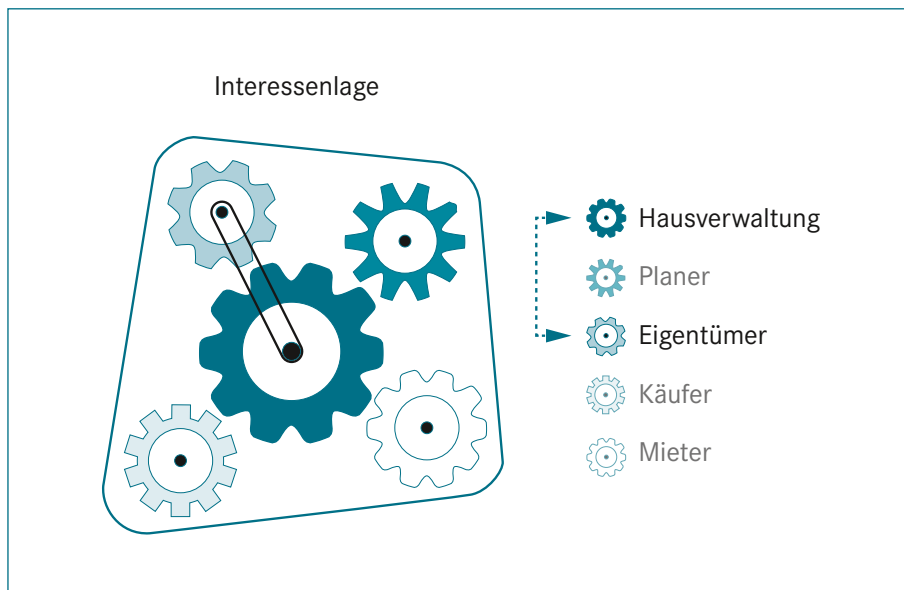 Interessenlage
Hausverwaltung
Planer
Eigentümer
Käufer
Mieter